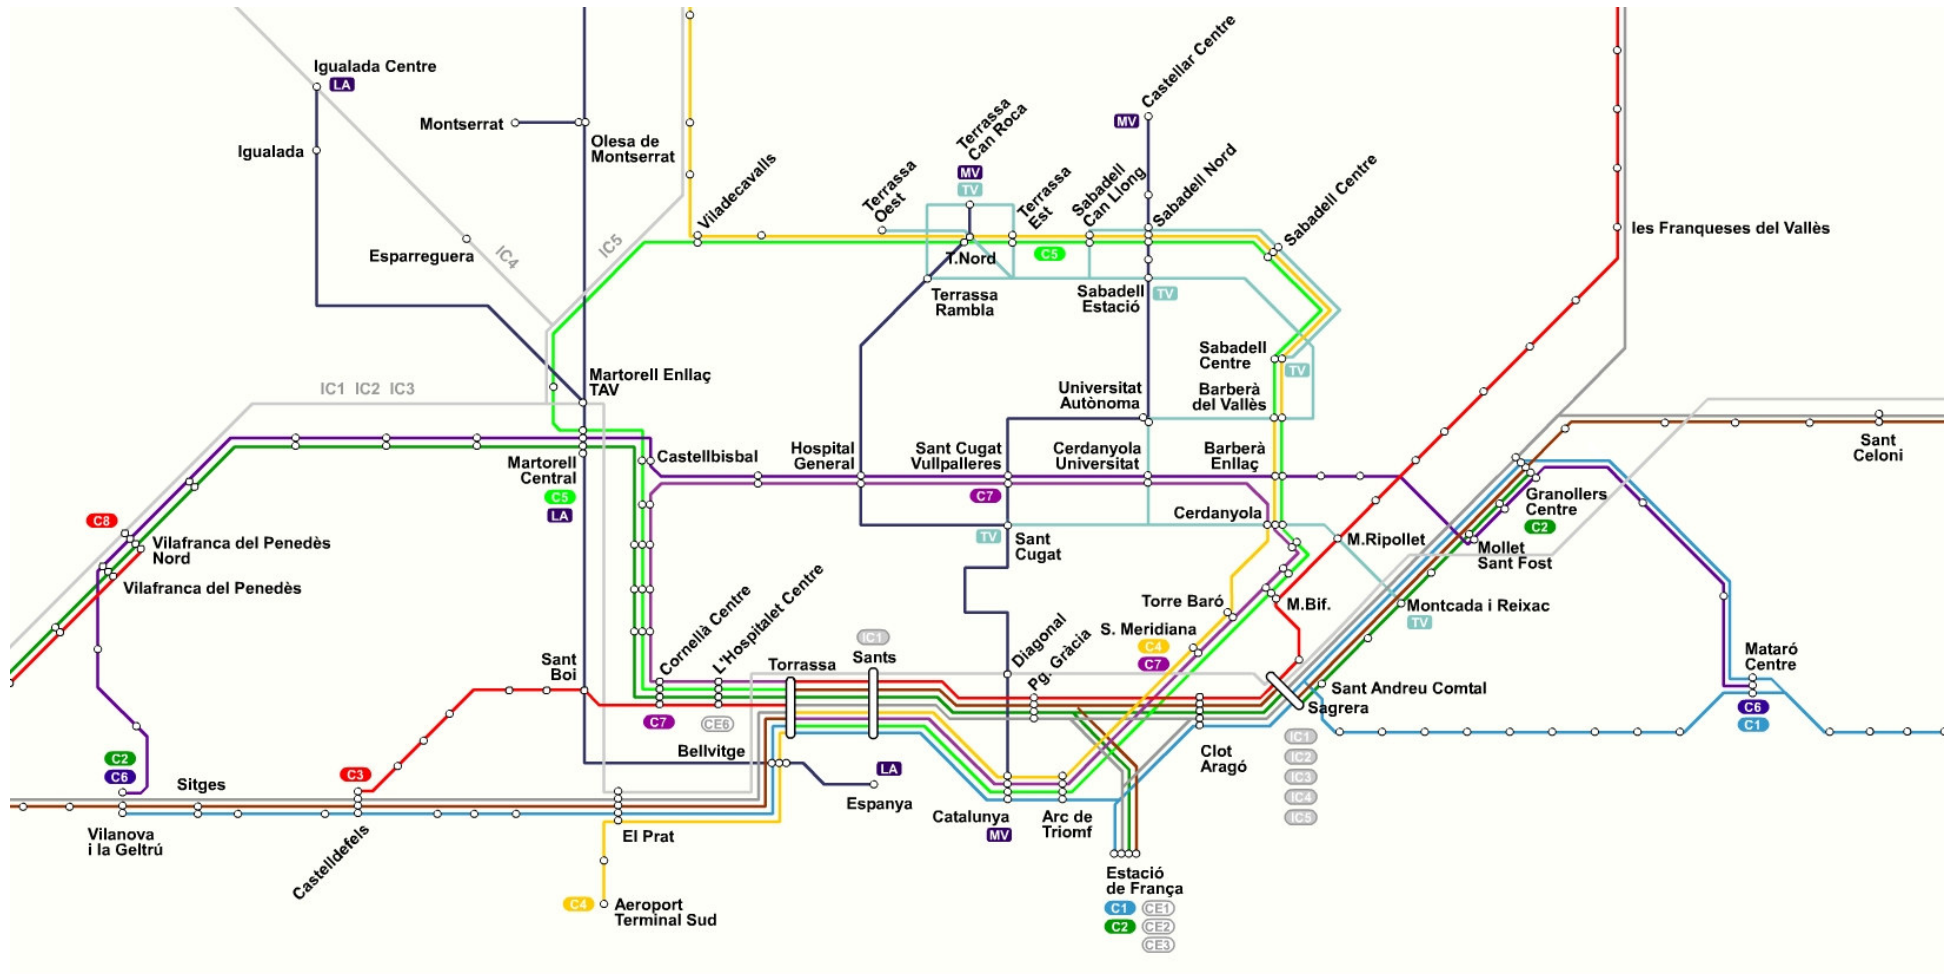 Igualada Centre
LA
Igualada
Montserrat
Olesa de
Montserrat
Esparreguera
IC4
IC5
Viladecavalls
Terrassa
Oest
Terrassa
Can Roca
MV
TV
T.Nord
Terrassa
Rambla
Terrassa
Est
C5
Sabadell
Can Llong
Castellar Centre
MV
Sabadell Nord
Sabadell Centre
Sabadell
Estació
TV
les Franqueses del Vallès
IC1 IC2 IC3
Martorell Enllaç
TAV
Sabadell
Centre
TV
Universitat
Autònoma
Barberà
del Vallès
Martorell
Central
C5
LA
Castellbisbal
Hospital
General
Sant Cugat
Vullpalleres
C7
Cerdanyola
Universitat
Barberà
Enllaç
Sant
Celoni
Granollers
Centre
C2
C8
Vilafranca del Penedès
Nord
Vilafranca del Penedès
TV
Sant
Cugat
Cerdanyola
M.Ripollet
Mollet
Sant Fost
Montcada i Reixac
TV
M.Bif.
Torre Baró
S. Meridiana
C4
C7
Sant
Boi
Cornellà Centre
C7
L'Hospitalet Centre
CE6
Torrassa
IC1
Sants
Diagonal
Pg. Gràcia
Sant Andreu Comtal
Sagrera
IC1
IC2
IC3
IC4
IC5
Mataró
Centre
C6
C1
Clot
Aragó
Bellvitge
LA
Espanya
C2
C6
Vilanova
i la Geltrú
Sitges
C3
Castelldefels
El Prat
C4
Aeroport
Terminal Sud
Catalunya
MV
Arc de
Triomf
Estació
de França
C1 CE1
C2 CE2
CE3